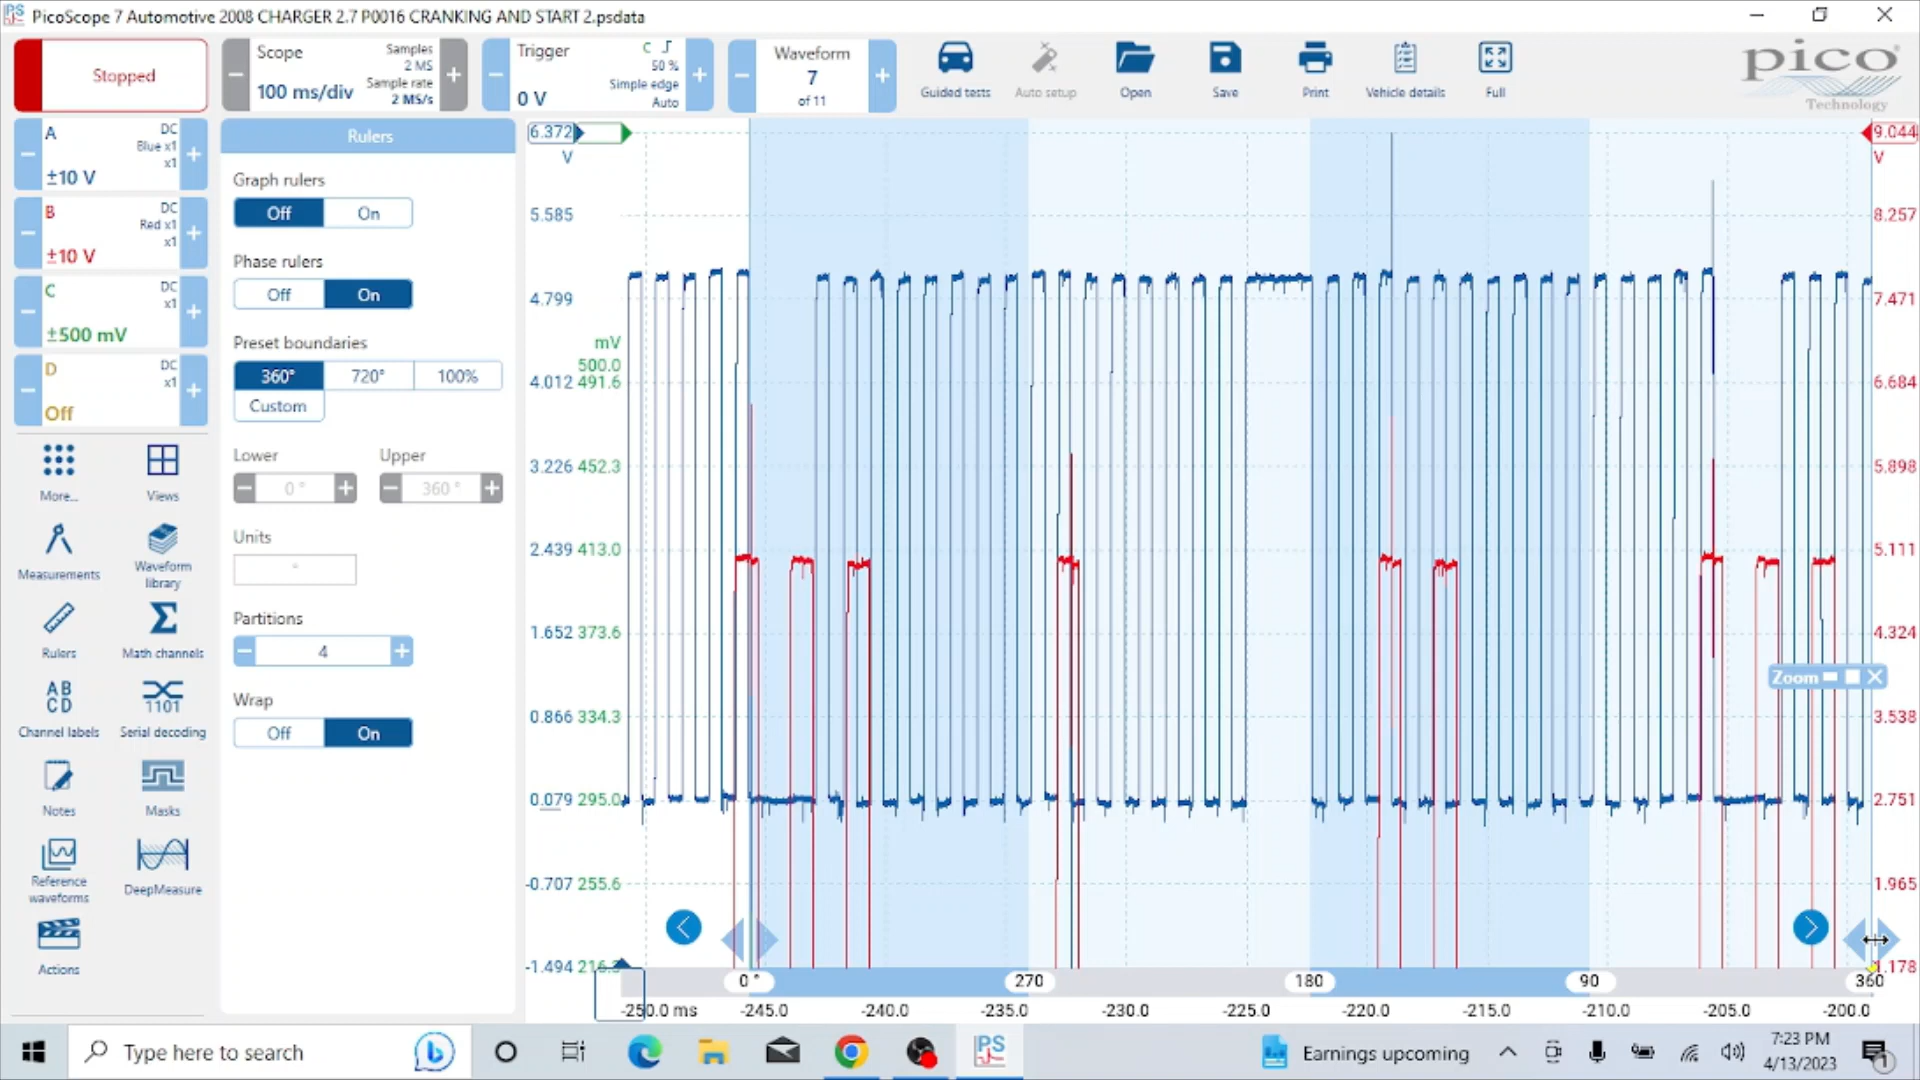 PicoScope 7 Automotive 2008 CHARGER 2.7 P0016 CRANKING AND START 2.psdata
Stopped
Scope
100 ms/div
Samples
2 MS
Sample rate
2 MS/s
Trigger
0 V
C
50 %
Simple edge
Auto
Waveform
7
of 11
Guided tests
Auto setup
Open
Save
Print
Vehicle details
Full
pico
Technology
A
DC
Blue x1
x1
±10 V
B
DC
Red x1
x1
±10 V
C
DC
x1
±500 mV
D
DC
x1
Off
More...
Views
Measurements
Waveform
library
Rulers
Math channels
A B
C D
1101
Channel labels
Serial decoding
Notes
Masks
Reference
waveforms
DeepMeasure
Actions
Rulers
Graph rulers
Off
On
Phase rulers
Off
On
Preset boundaries
360°
720°
100%
Custom
Lower
Upper
0 °
360 °
Units
°
Partitions
4
Wrap
Off
On
6.372
V
5.585
4.799
4.012
3.226
2.439
1.652
0.866
0.079
-0.707
-1.494
mV
500.0
491.6
452.3
413.0
373.6
334.3
295.0
255.6
216.3
9.044
V
8.257
7.471
6.684
5.898
5.111
4.324
3.538
2.751
1.965
1.178
Zoom
0 °
270
180
90
360
-250.0 ms
-245.0
-240.0
-235.0
-230.0
-225.0
-220.0
-215.0
-210.0
-205.0
-200.0
Type here to search
PS
Earnings upcoming
7:23 PM
4/13/2023
1